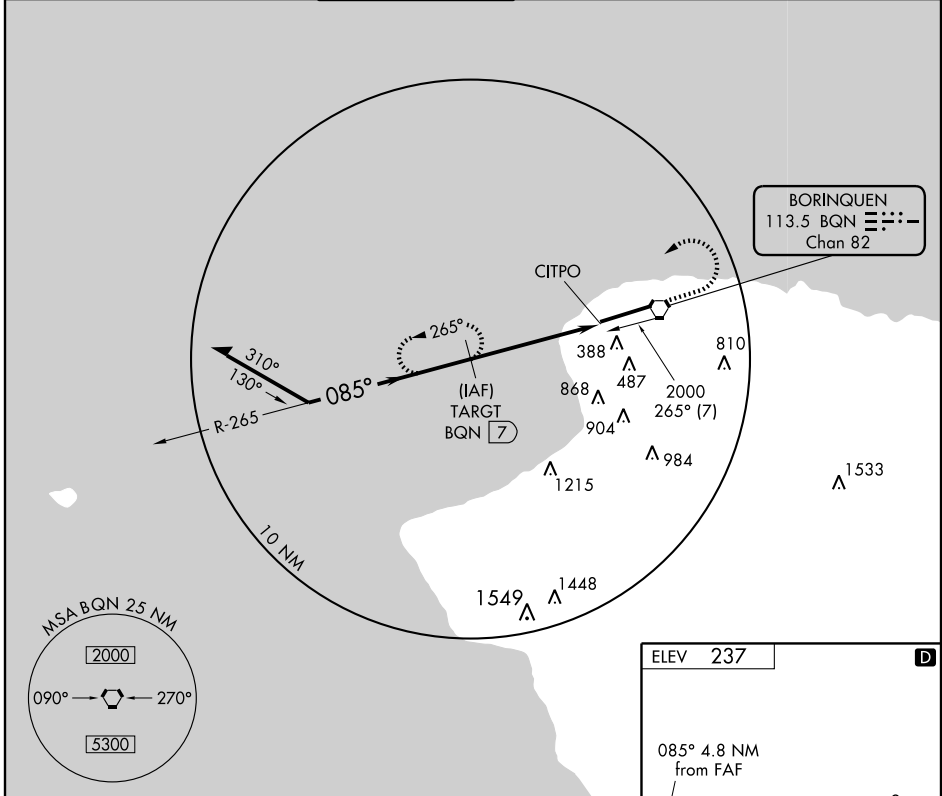 BORINQUEN
113.5 BQN
Chan 82
CITPO
265°
388
810
487
310°
130°
085°
868
2000
265° (7)
(IAF)
TARGT
BQN 7
R-265
904
984
1215
1533
10 NM
1549
1448
MSA BQN 25 NM
2000
090°
270°
5300
ELEV 237
D
085° 4.8 NM
from FAF